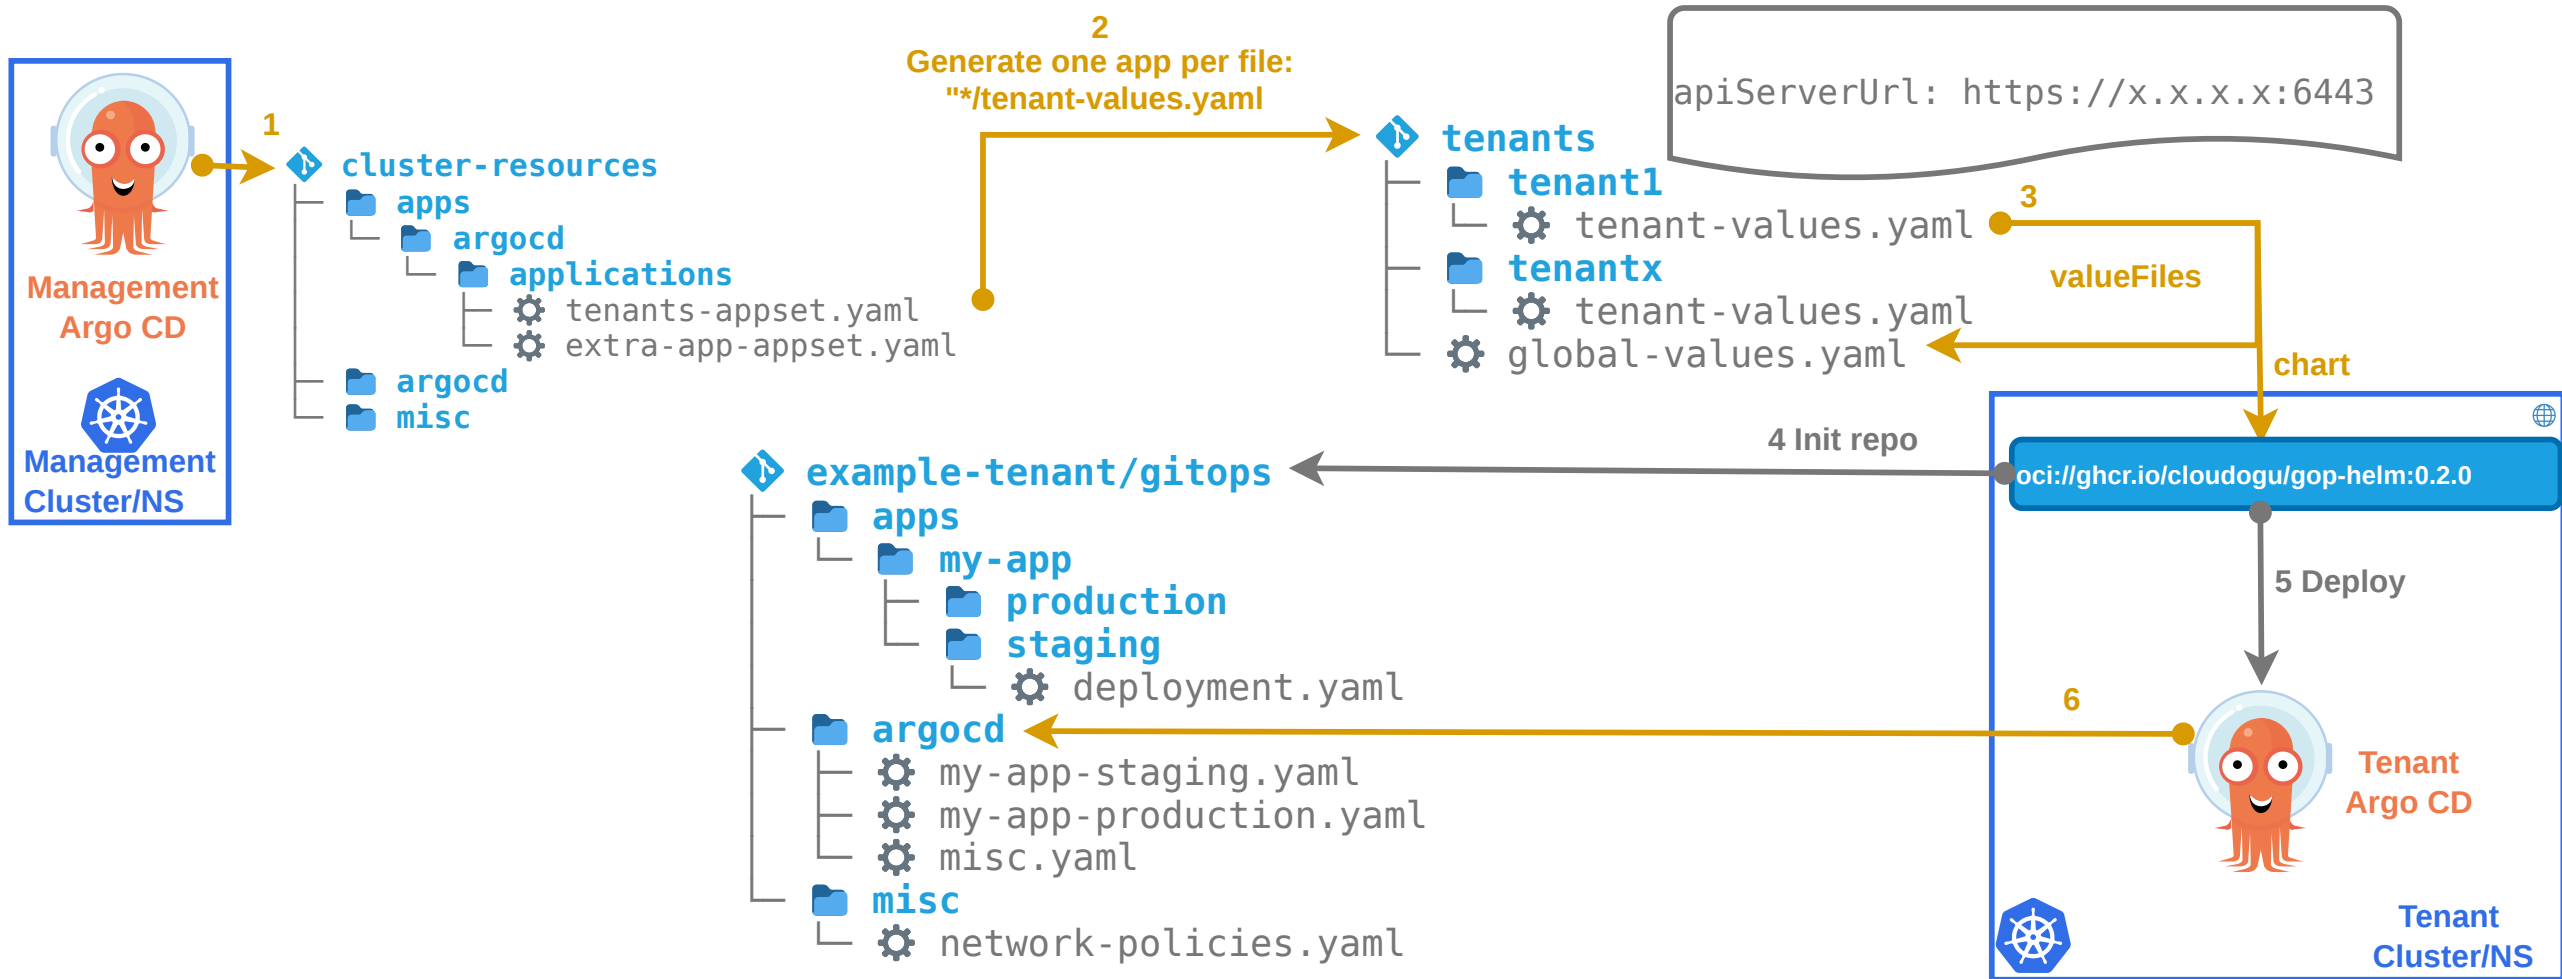 Management
Argo CD
Management
Cluster/NS
1
cluster-resources
apps
argocd
applications
tenants-appset.yaml
extra-app-appset.yaml
argocd
misc
2
Generate one app per file:
"*/tenant-values.yaml
tenants
tenant1
tenant-values.yaml
tenantx
tenant-values.yaml
global-values.yaml
apiServerUrl: https://x.x.x.x:6443
3
valueFiles
chart
4 Init repo
oci://ghcr.io/cloudogu/gop-helm:0.2.0
5 Deploy
example-tenant/gitops
apps
my-app
production
staging
deployment.yaml
argocd
my-app-staging.yaml
my-app-production.yaml
misc.yaml
misc
network-policies.yaml
6
Tenant
Argo CD
Tenant
Cluster/NS